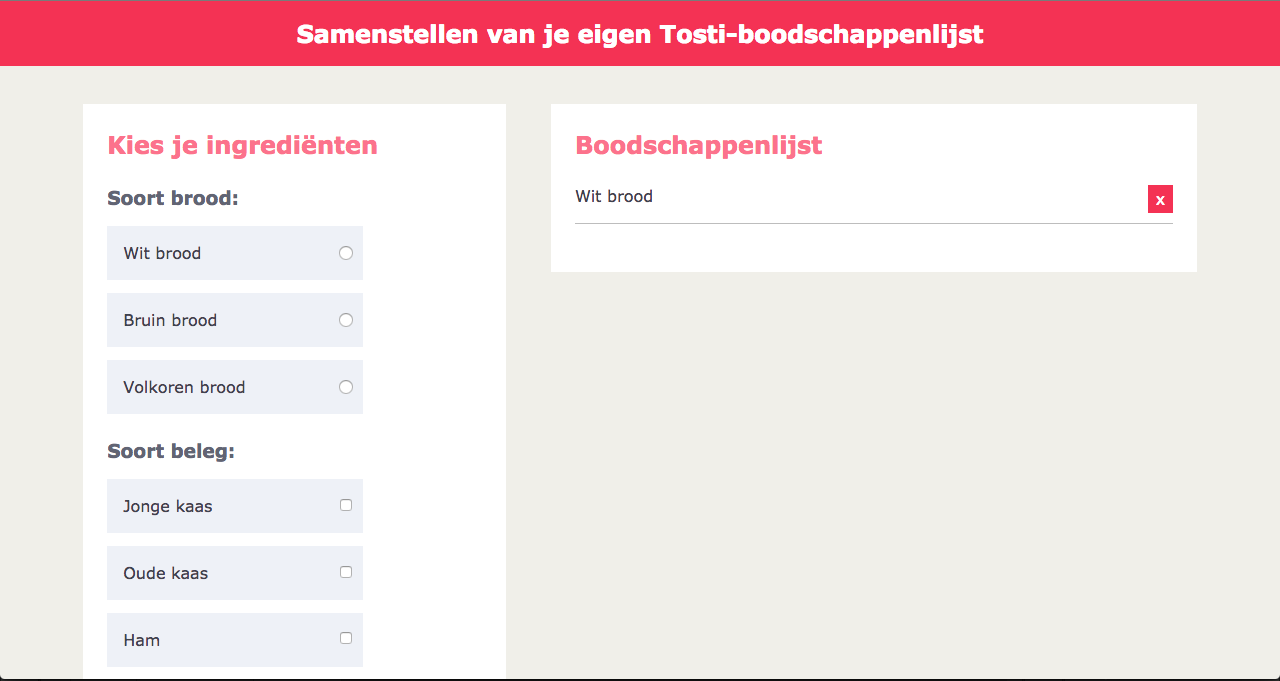 Samenstellen van je eigen Tosti-boodschappenlijst
Kies je ingrediënten
Soort brood:
Wit brood
Bruin brood
Volkoren brood
Soort beleg:
Jonge kaas
Oude kaas
Ham
Boodschappenlijst
Wit brood
x